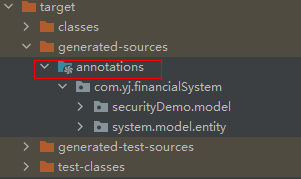 target
classes
generated-sources
annotations
com.yj.financialSystem
securityDemo.model
system.model.entity
generated-test-sources
test-classes